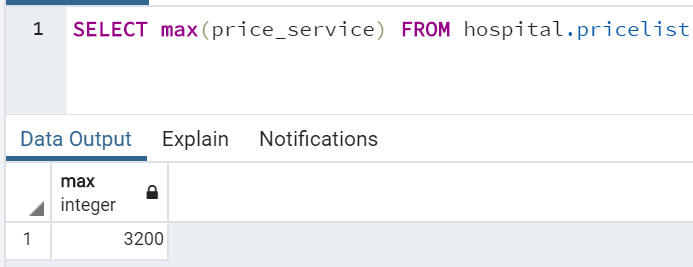 1 SELECT max(price_service) FROM hospital.pricelist
Data Output Explain Notifications
max
integer
1 3200